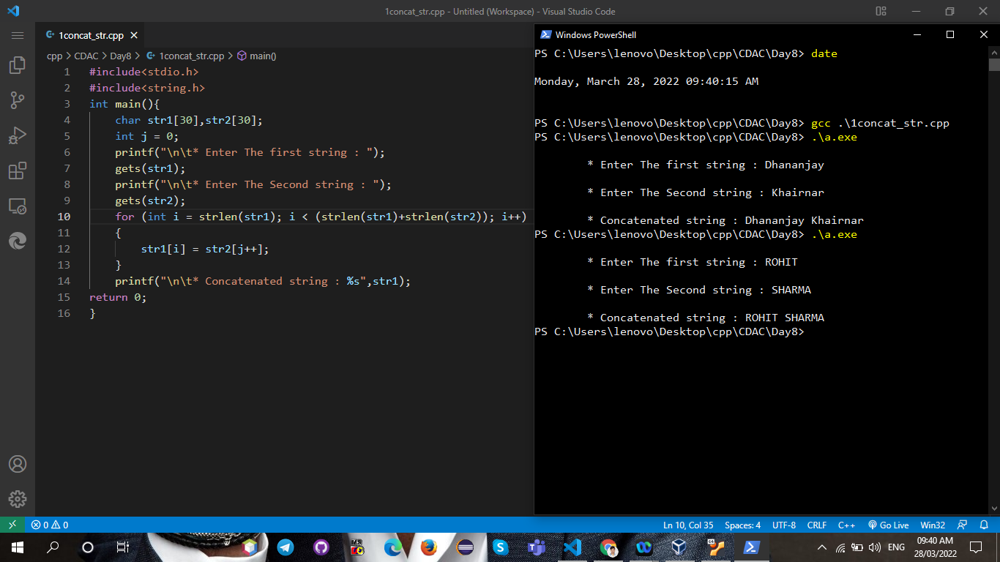 1concat_str.cpp - Untitled (Workspace) - Visual Studio Code
1concat_str.cpp
cpp > CDAC > Day8 > 1concat_str.cpp > main()
1 #include<stdio.h>
2 #include<string.h>
3 int main(){
4 char str1[30],str2[30];
5 int j = 0;
6 printf("\n\t* Enter The first string : ");
7 gets(str1);
8 printf("\n\t* Enter The Second string : ");
9 gets(str2);
10 for (int i = strlen(str1); i < (strlen(str1)+strlen(str2)); i++)
11 {
12 str1[i] = str2[j++];
13 }
14 printf("\n\t* Concatenated string : %s",str1);
15 return 0;
16 }
Windows PowerShell
PS C:\Users\lenovo\Desktop\cpp\CDAC\Day8> date
Monday, March 28, 2022 09:40:15 AM
PS C:\Users\lenovo\Desktop\cpp\CDAC\Day8> gcc .\1concat_str.cpp
PS C:\Users\lenovo\Desktop\cpp\CDAC\Day8> .\a.exe
* Enter The first string : Dhananjay
* Enter The Second string : Khairnar
* Concatenated string : Dhananjay Khairnar
PS C:\Users\lenovo\Desktop\cpp\CDAC\Day8> .\a.exe
* Enter The first string : ROHIT
* Enter The Second string : SHARMA
* Concatenated string : ROHIT SHARMA
PS C:\Users\lenovo\Desktop\cpp\CDAC\Day8>
0 0 Ln 10, Col 35 Spaces: 4 UTF-8 CRLF C++ Go Live Win32
ENG 09:40 AM
28/03/2022